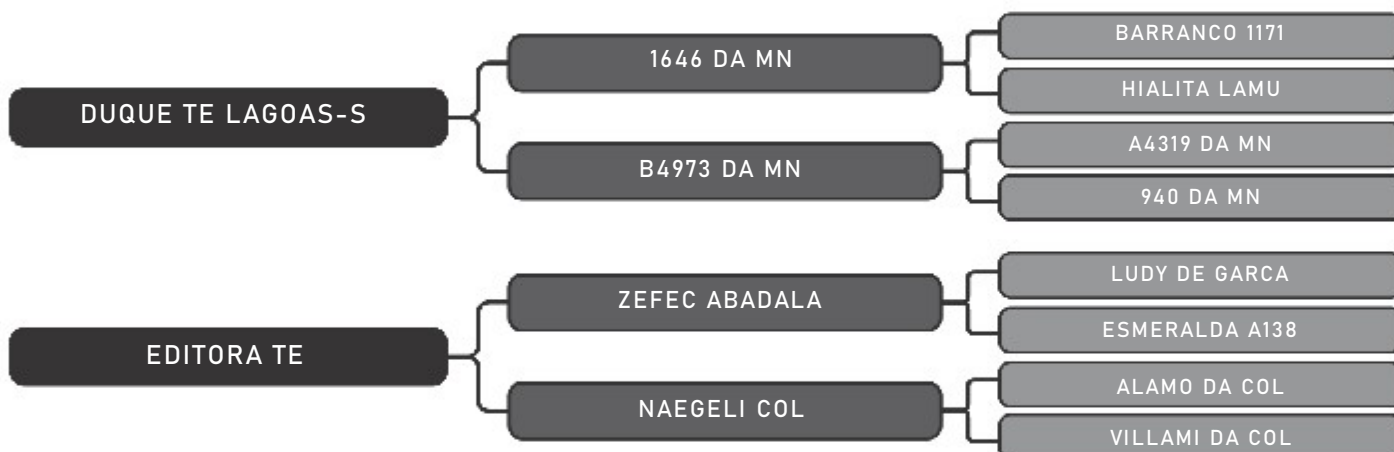 DUQUE TE LAGOAS-S
1646 DA MN
BARRANCO 1171
HIALITA LAMU
B4973 DA MN
A4319 DA MN
940 DA MN
EDITORA TE
ZEFEC ABADALA
LUDY DE GARCA
ESMERALDA A138
NAEGELI COL
ALAMO DA COL
VILLAMI DA COL